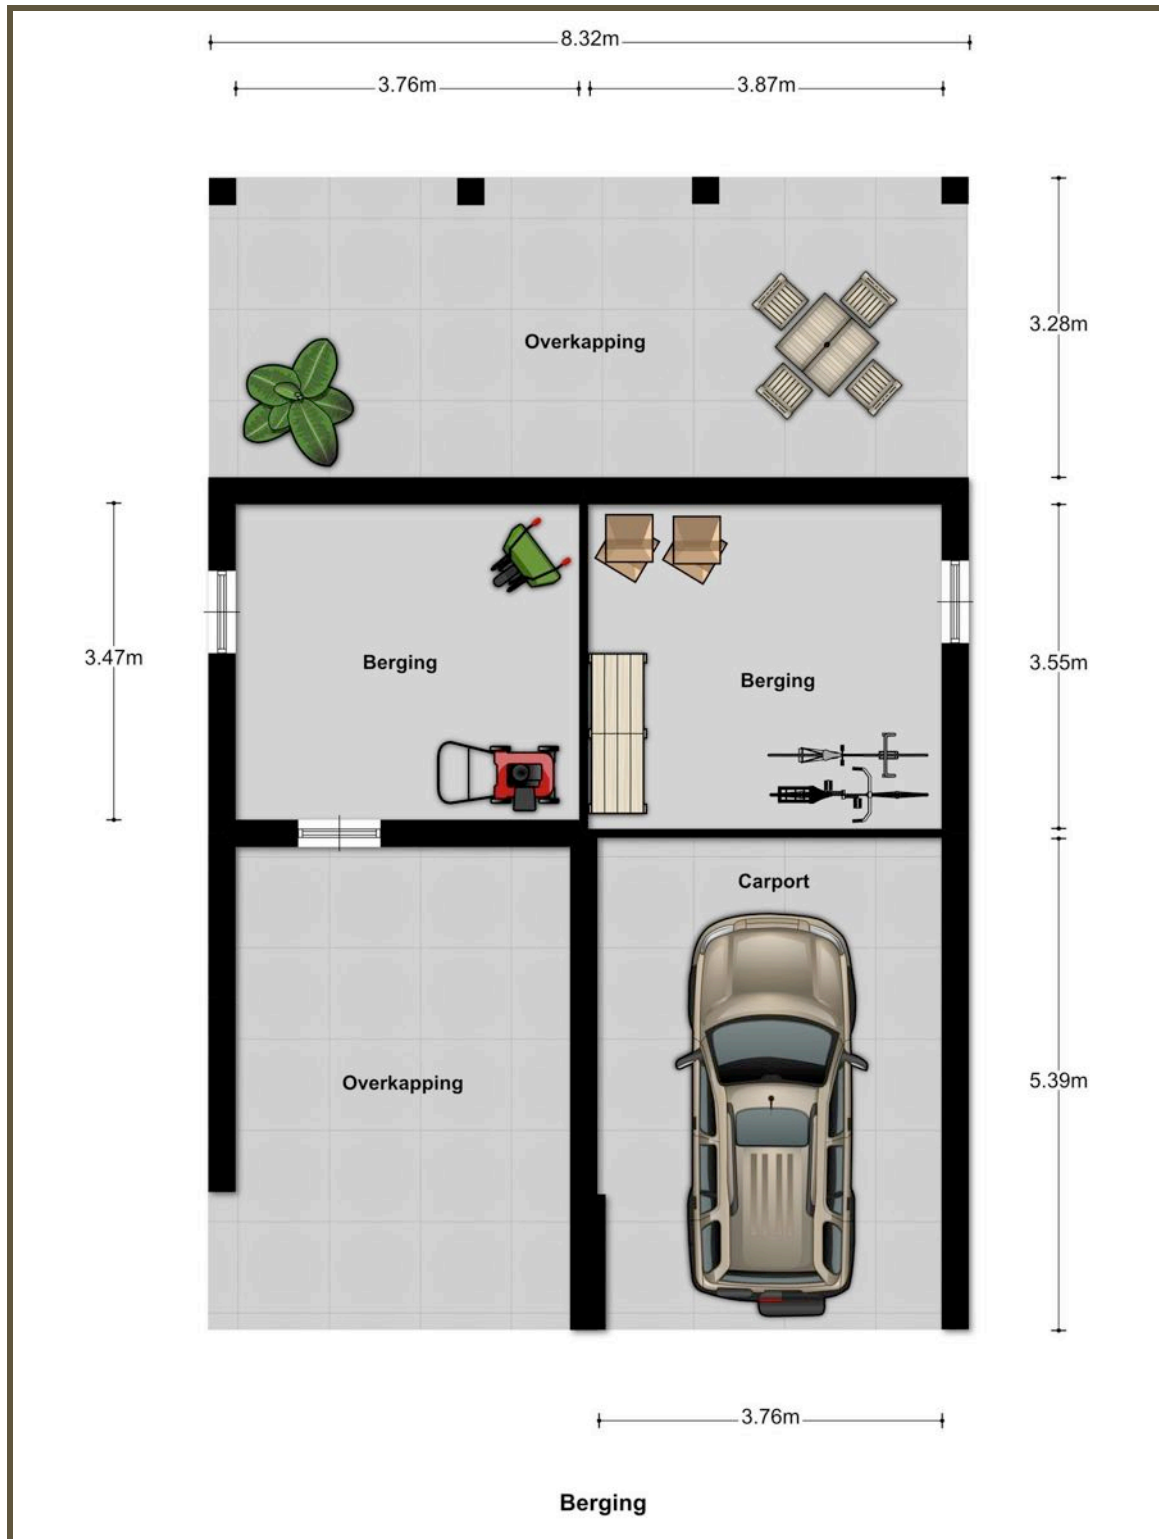 8.32m
3.76m
3.87m
3.28m
Overkapping
3.47m
Berging
Berging
3.55m
Carport
Overkapping
5.39m
3.76m
Berging